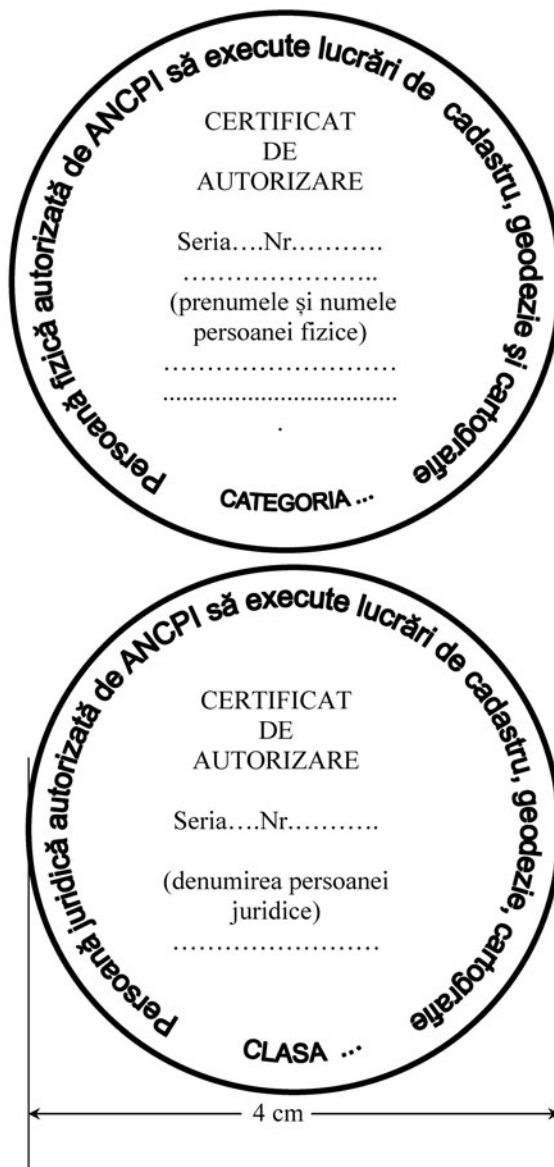 Persoană fizică autorizată de ANCPI să execute lucrări de cadastru, geodezie şi cartografie
CERTIFICAT
DE
AUTORIZARE
Seria....Nr...........
........................
(prenumele și numele
persoanei fizice)
...........................
....................................
.
CATEGORIA ...
Persoană juridică autorizată de ANCPI să execute lucrări de cadastru, geodezie, cartografie
CERTIFICAT
DE
AUTORIZARE
Seria....Nr...........
(denumirea persoanei
juridice)
........................
CLASA ...
4 cm